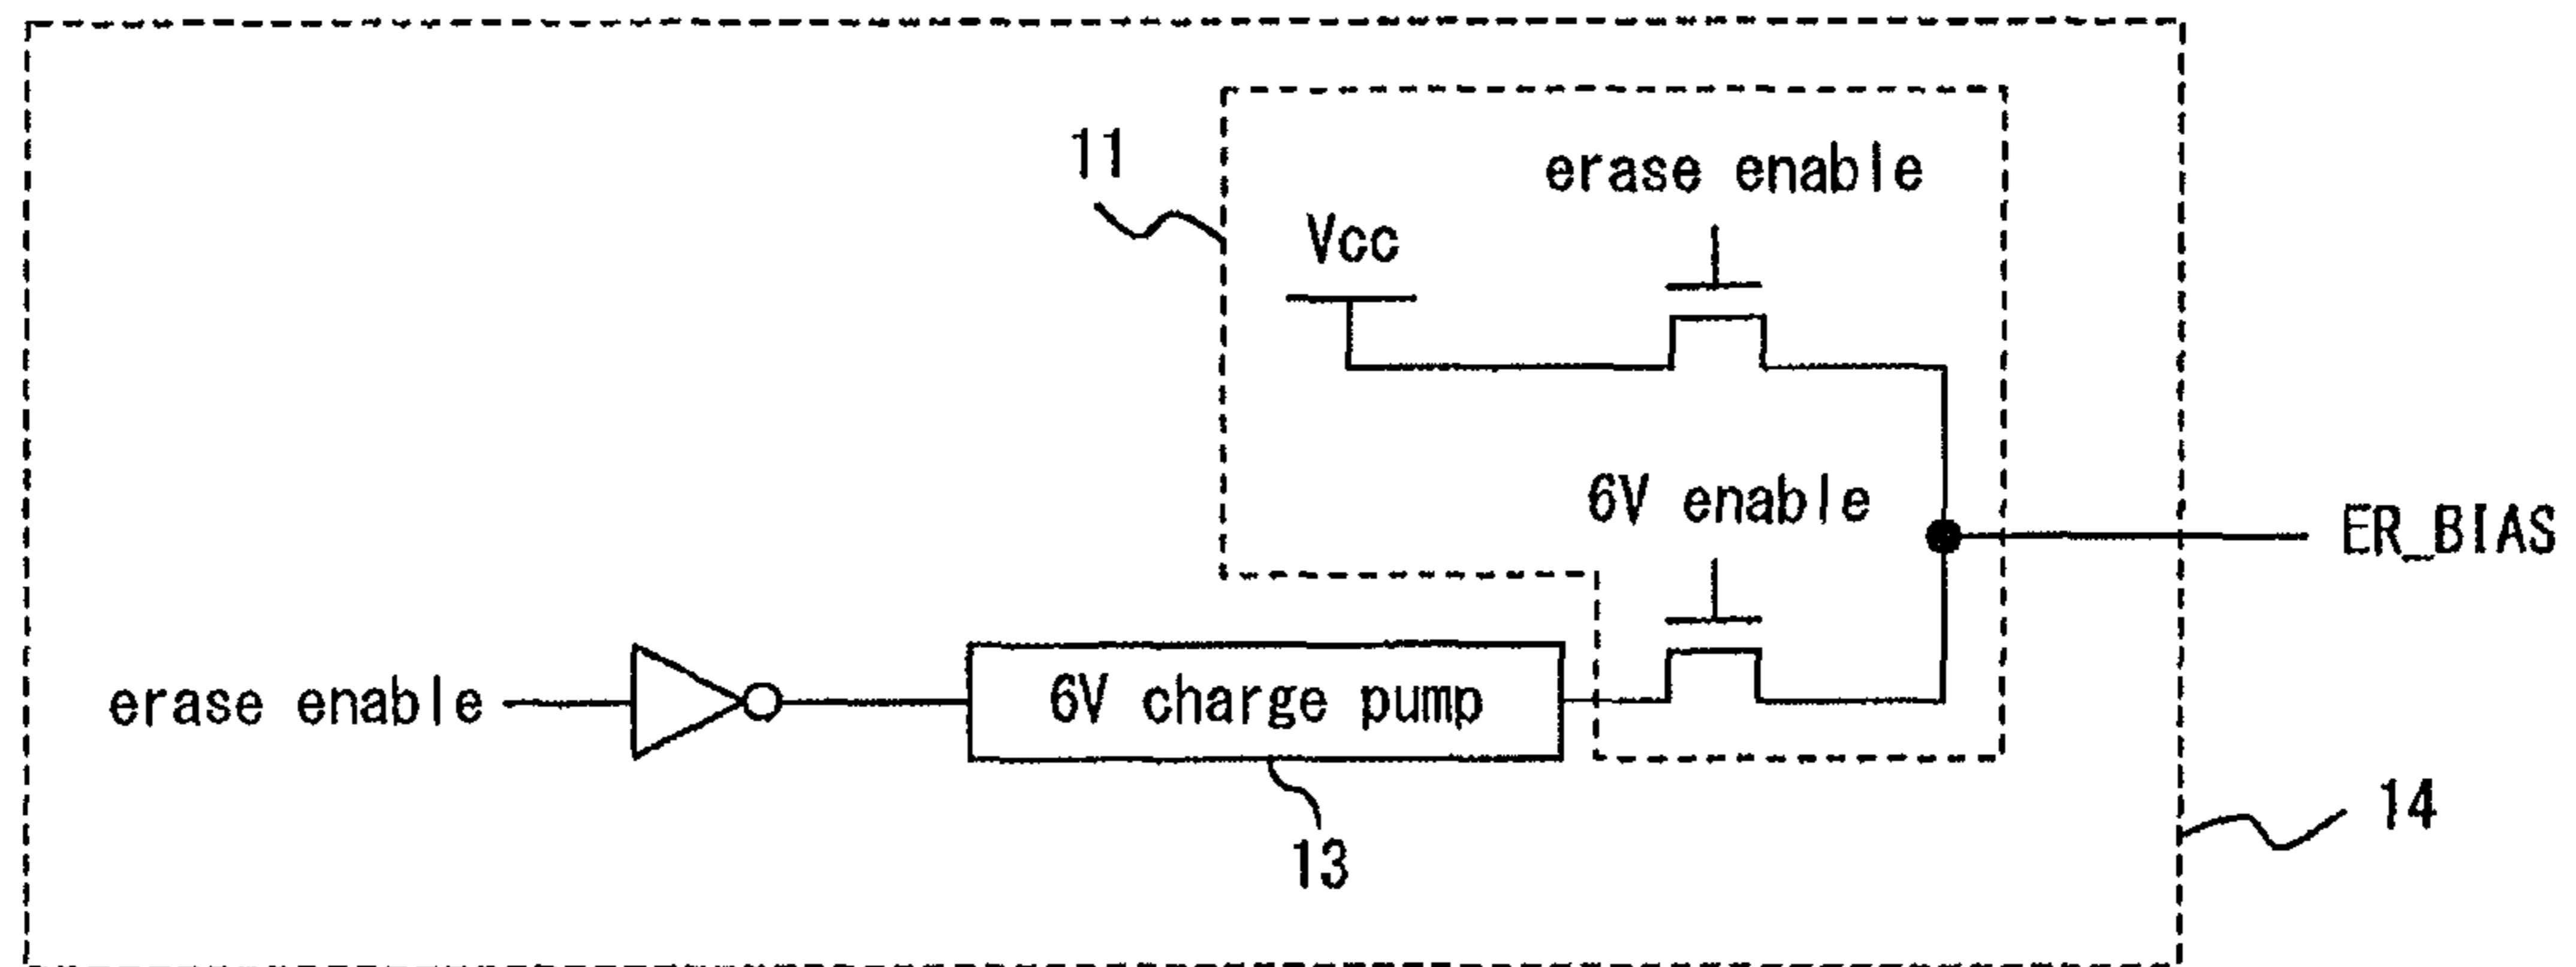 11
erase enable
Vcc
6V enable
ER_BIAS
erase enable
6V charge pump
14
13